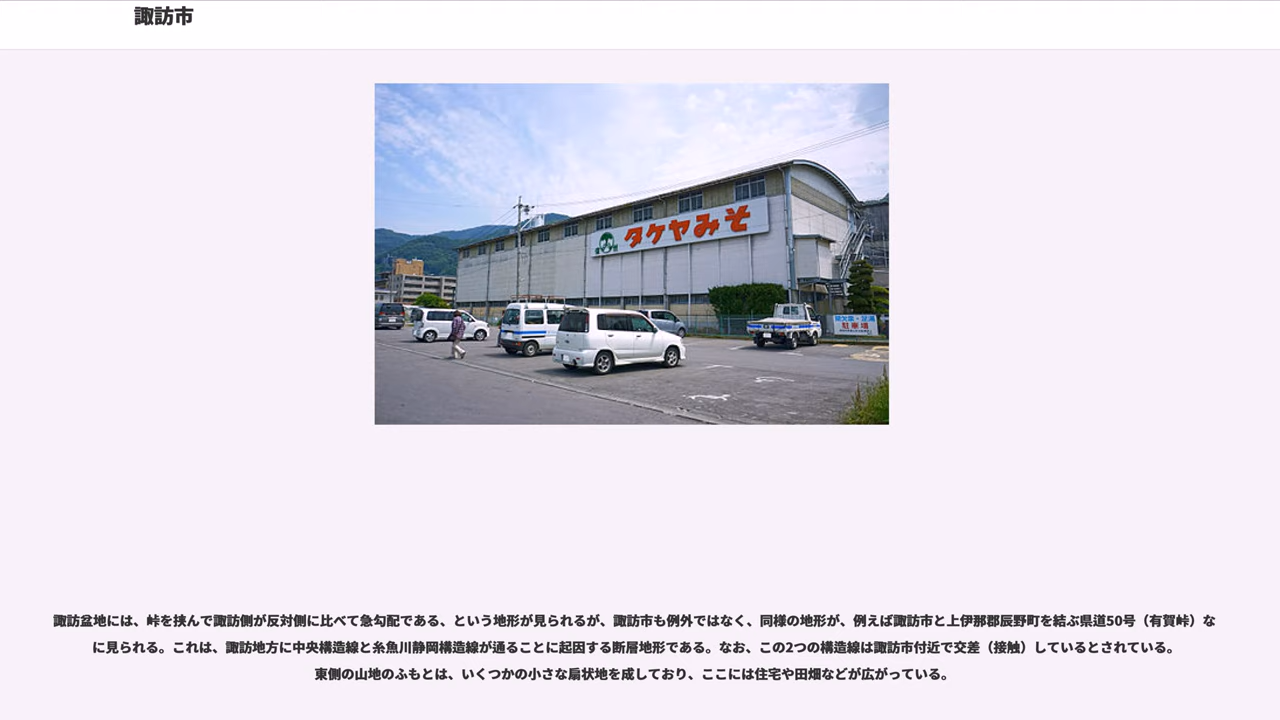 諏訪市
タケヤみそ
駐車場
諏訪盆地には、峠を挟んで諏訪側が反対側に比べて急勾配である、という地形が見られるが、諏訪市も例外ではなく、同様の地形が、例えば諏訪市と上伊那郡辰野町を結ぶ県道50号（有賀峠）な
に見られる。これは、諏訪地方に中央構造線と糸魚川静岡構造線が通ることに起因する断層地形である。なお、この2つの構造線は諏訪市付近で交差（接触）しているとされている。
東側の山地のふもとは、いくつかの小さな扇状地を成しており、ここには住宅や田畑などが広がっている。